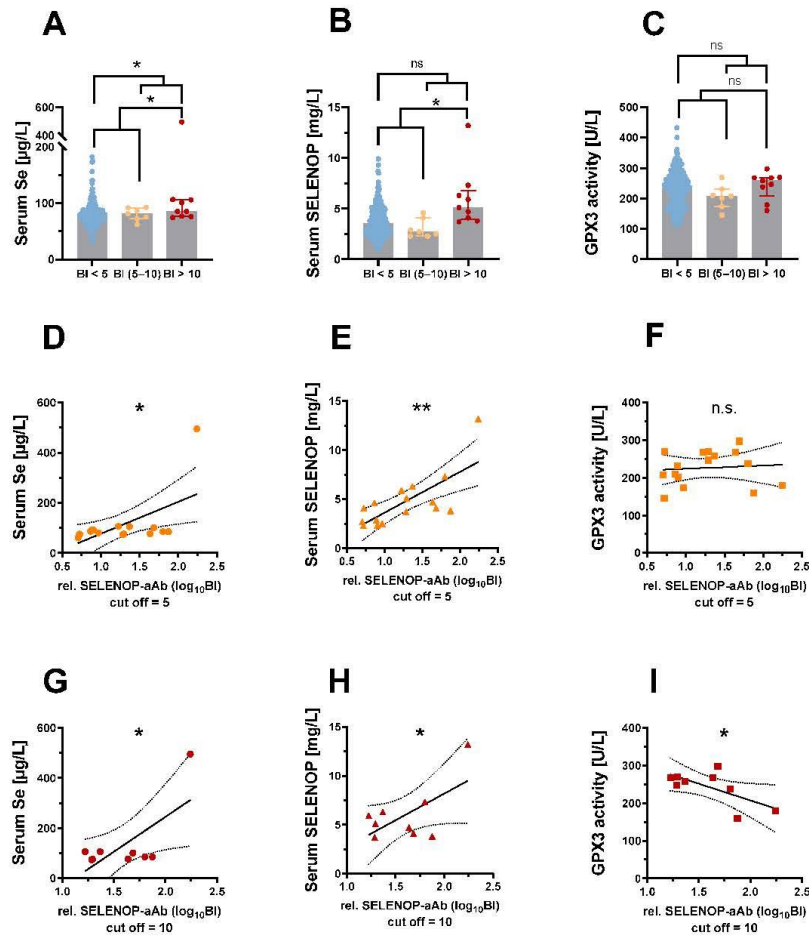 A
B
C
*
*
Serum Se [µg/L]
600
400
200
100
0
BI < 5
BI (5–10)
BI > 10
ns
*
Serum SELENOP [mg/L]
15
10
5
0
BI < 5
BI (5–10)
BI > 10
ns
ns
GPX3 activity [U/L]
500
400
300
200
100
0
BI < 5
BI (5–10)
BI > 10
D
E
F
*
Serum Se [µg/L]
600
400
200
100
0
0.5
1.0
1.5
2.0
2.5
rel. SELENOP-aAb (log₁₀BI)
cut off = 5
**
Serum SELENOP [mg/L]
15
10
5
0
0.5
1.0
1.5
2.0
2.5
rel. SELENOP-aAb (log₁₀BI)
cut off = 5
n.s.
GPX3 activity [U/L]
400
300
200
100
0
0.5
1.0
1.5
2.0
2.5
rel. SELENOP-aAb (log₁₀BI)
cut off = 5
G
H
I
*
Serum Se [µg/L]
600
400
200
100
0
1.0
1.5
2.0
2.5
rel. SELENOP-aAb (log₁₀BI)
cut off = 10
*
Serum SELENOP [mg/L]
15
10
5
0
1.0
1.5
2.0
2.5
rel. SELENOP-aAb (log₁₀BI)
cut off = 10
*
GPX3 activity [U/L]
400
300
200
100
0
1.0
1.5
2.0
2.5
rel. SELENOP-aAb (log₁₀BI)
cut off = 10